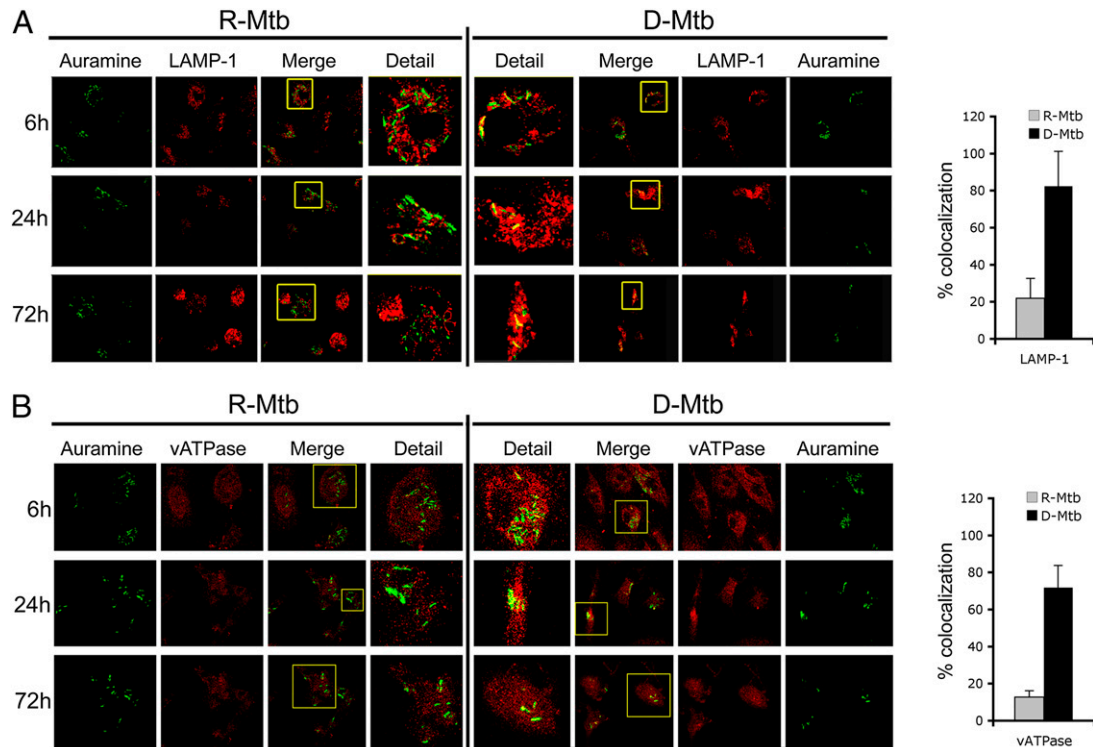 A
R-Mtb
D-Mtb
Auramine LAMP-1 Merge Detail Detail Merge LAMP-1 Auramine
6h
24h
72h
120
100
80
60
40
20
0
% colocalization
R-Mtb
D-Mtb
LAMP-1
B
R-Mtb
D-Mtb
Auramine vATPase Merge Detail Detail Merge vATPase Auramine
6h
24h
72h
120
100
80
60
40
20
0
% colocalization
R-Mtb
D-Mtb
vATPase